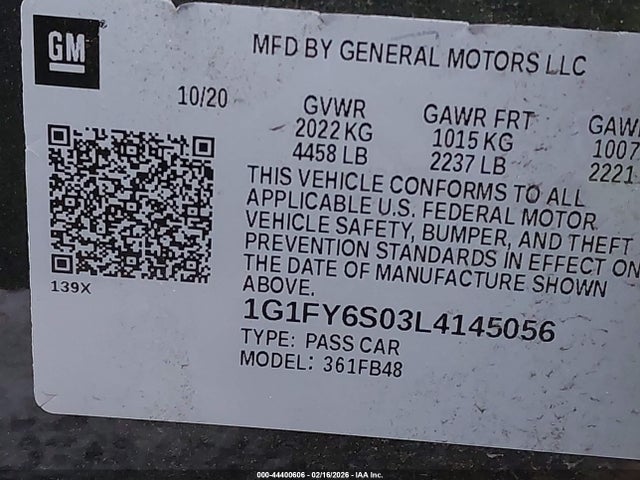 GM
MFD BY GENERAL MOTORS LLC
10/20
GVWR
2022 KG
4458 LB
GAWR FRT
1015 KG
2237 LB
GAW
1007
2221
THIS VEHICLE CONFORMS TO ALL
APPLICABLE U.S. FEDERAL MOTOR
VEHICLE SAFETY, BUMPER, AND THEFT
PREVENTION STANDARDS IN EFFECT ON
THE DATE OF MANUFACTURE SHOWN
ABOVE.
139X
1G1FY6S03L4145056
TYPE: PASS CAR
MODEL: 361FB48
000-44400606 - 02/16/2026 - IAA Inc.